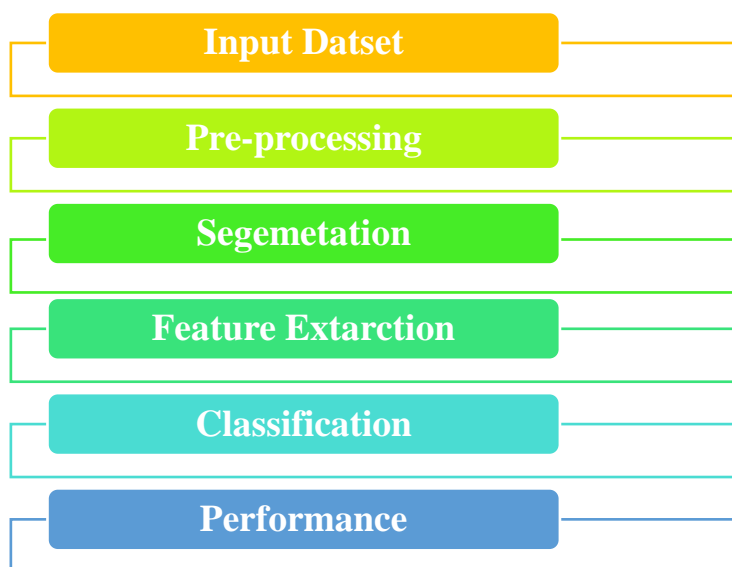 Input Datset
Pre-processing
Segemetation
Feature Extarction
Classification
Performance